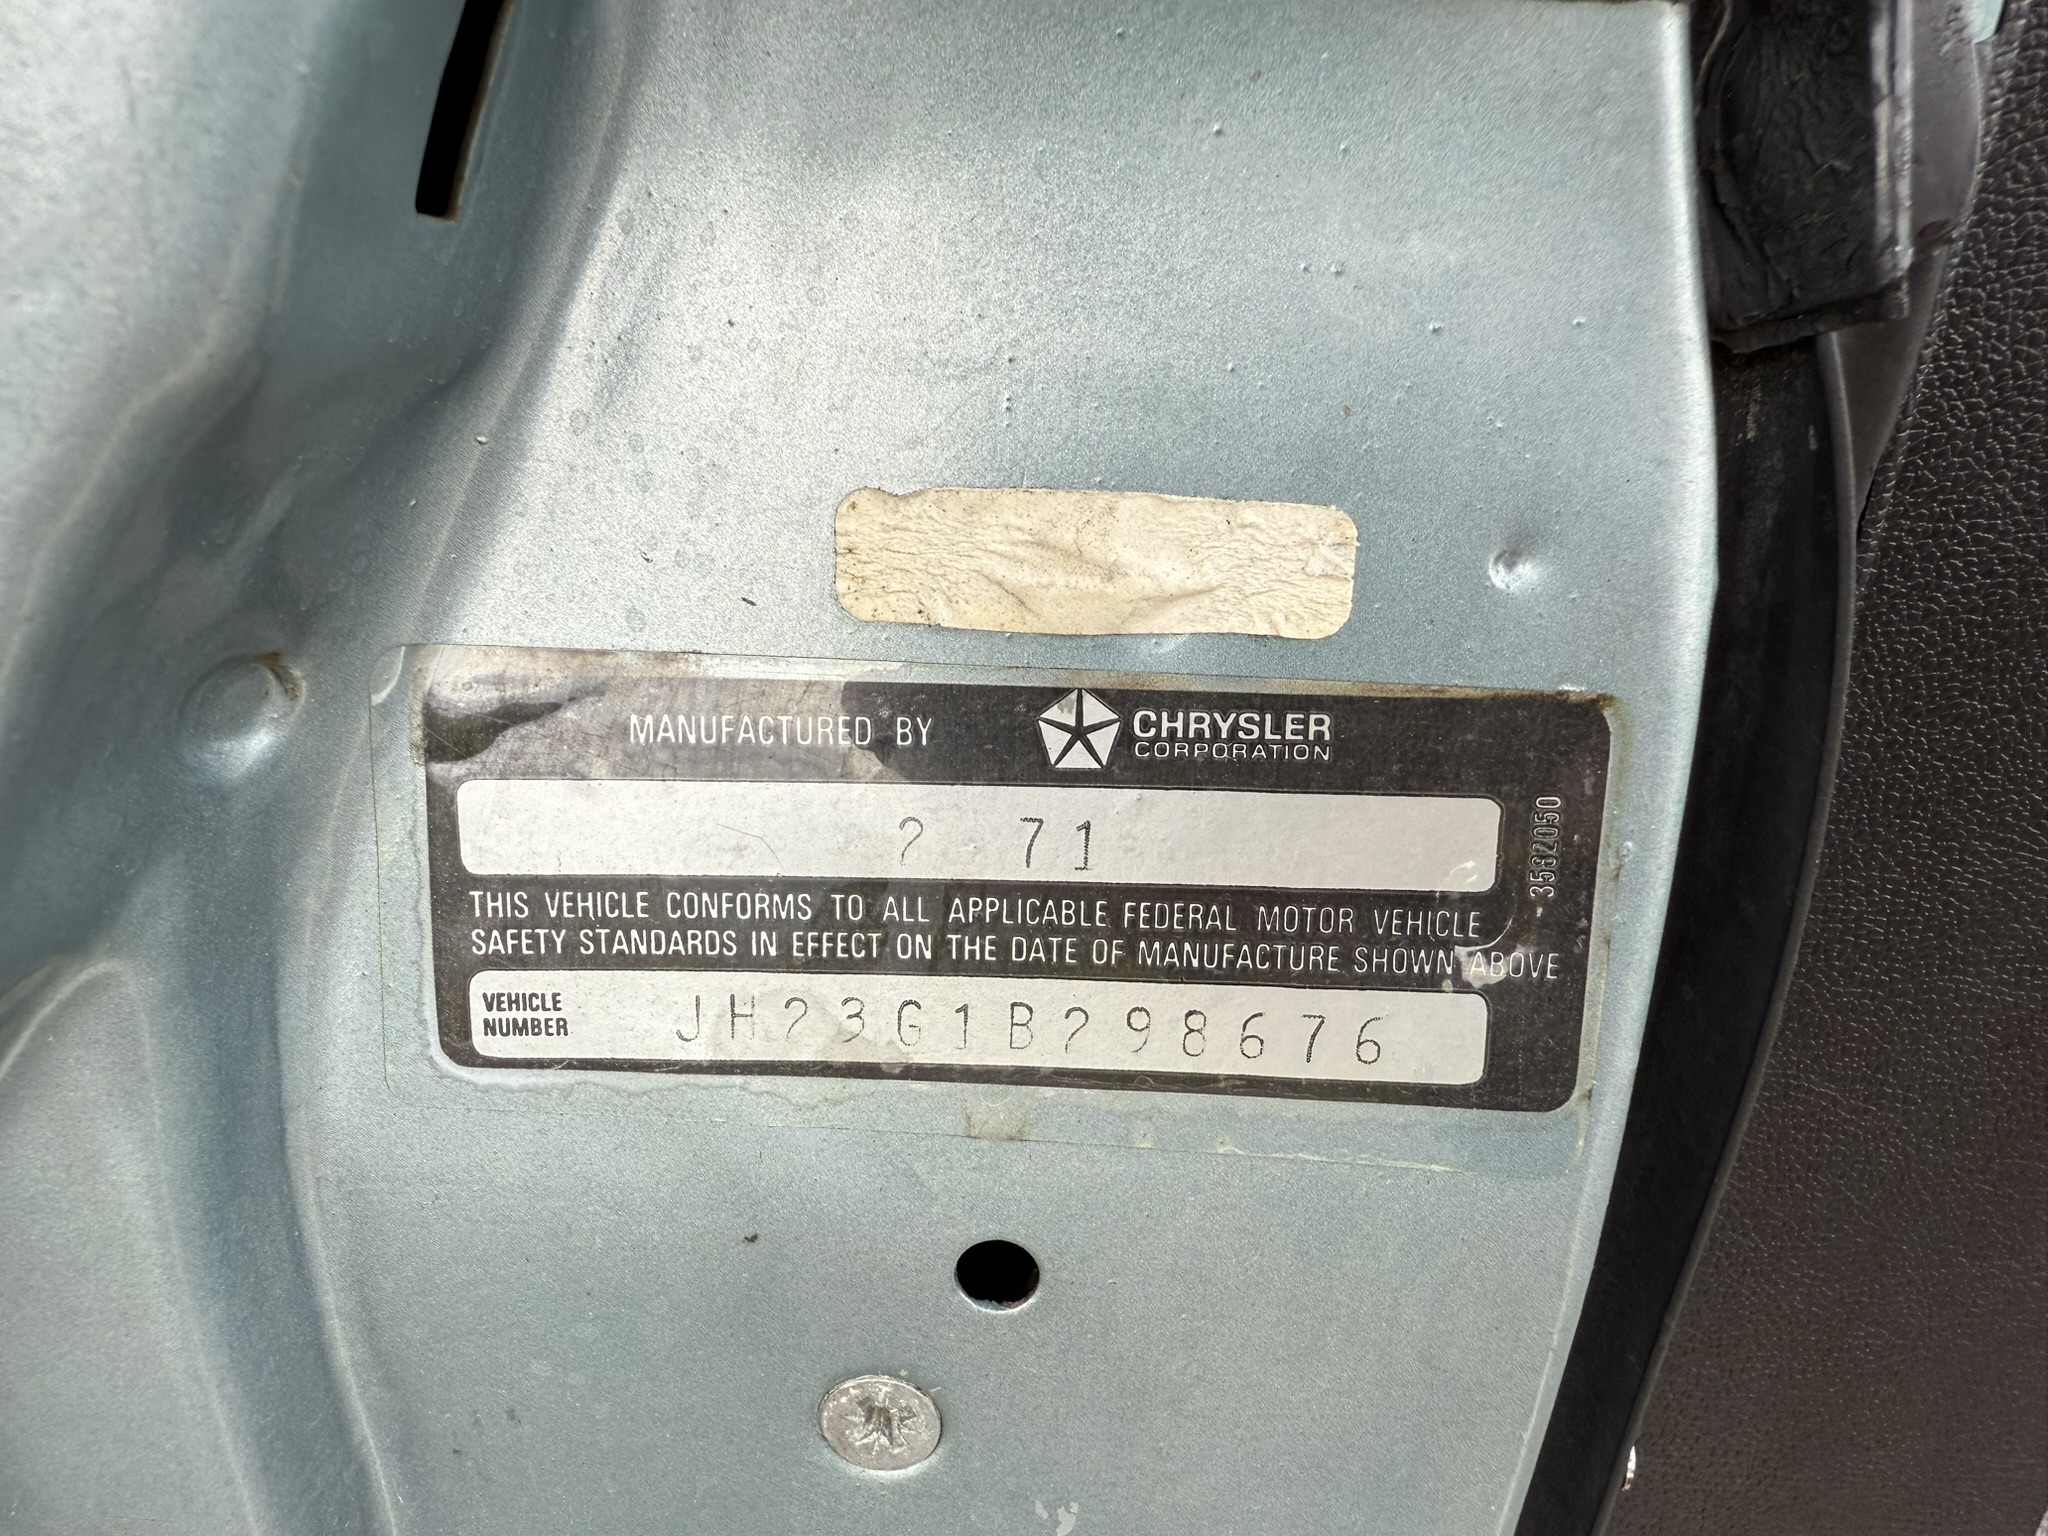 MANUFACTURED BY CHRYSLER
CORPORATION
2 71
3582050
THIS VEHICLE CONFORMS TO ALL APPLICABLE FEDERAL MOTOR VEHICLE
SAFETY STANDARDS IN EFFECT ON THE DATE OF MANUFACTURE SHOWN ABOVE
VEHICLE
NUMBER
JH23G1B298676